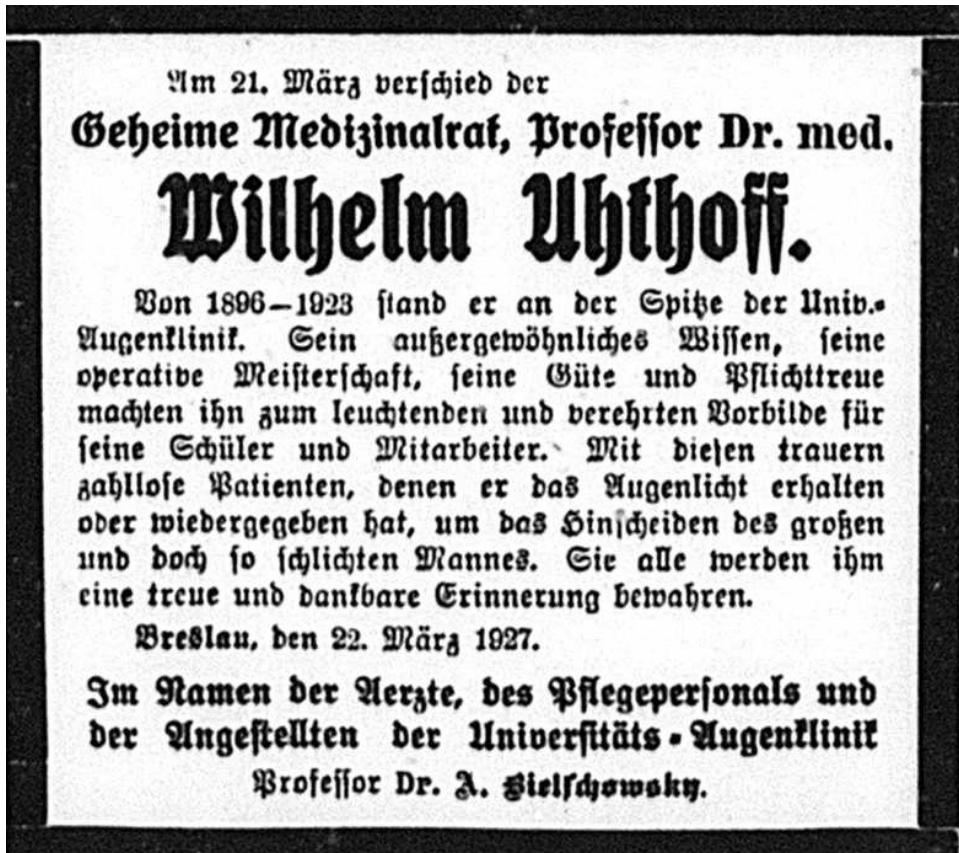 Am 21. März verschied der
Geheime Medizinalrat, Professor Dr. med.
Wilhelm Uhthoff.
Von 1896–1923 stand er an der Spitze der Univ.-
Augenklinik. Sein außergewöhnliches Wissen, seine
operative Meisterschaft, seine Güte und Pflichttreue
machten ihn zum leuchtenden und verehrten Vorbilde für
seine Schüler und Mitarbeiter. Mit diesen trauern
zahllose Patienten, denen er das Augenlicht erhalten
oder wiedergegeben hat, um das Hinscheiden des großen
und doch so schlichten Mannes. Sie alle werden ihm
eine treue und dankbare Erinnerung bewahren.
Breslau, den 22. März 1927.
Im Namen der Aerzte, des Pflegepersonals und
der Angestellten der Universitäts-Augenklinik
Professor Dr. A. Bielschowsky.